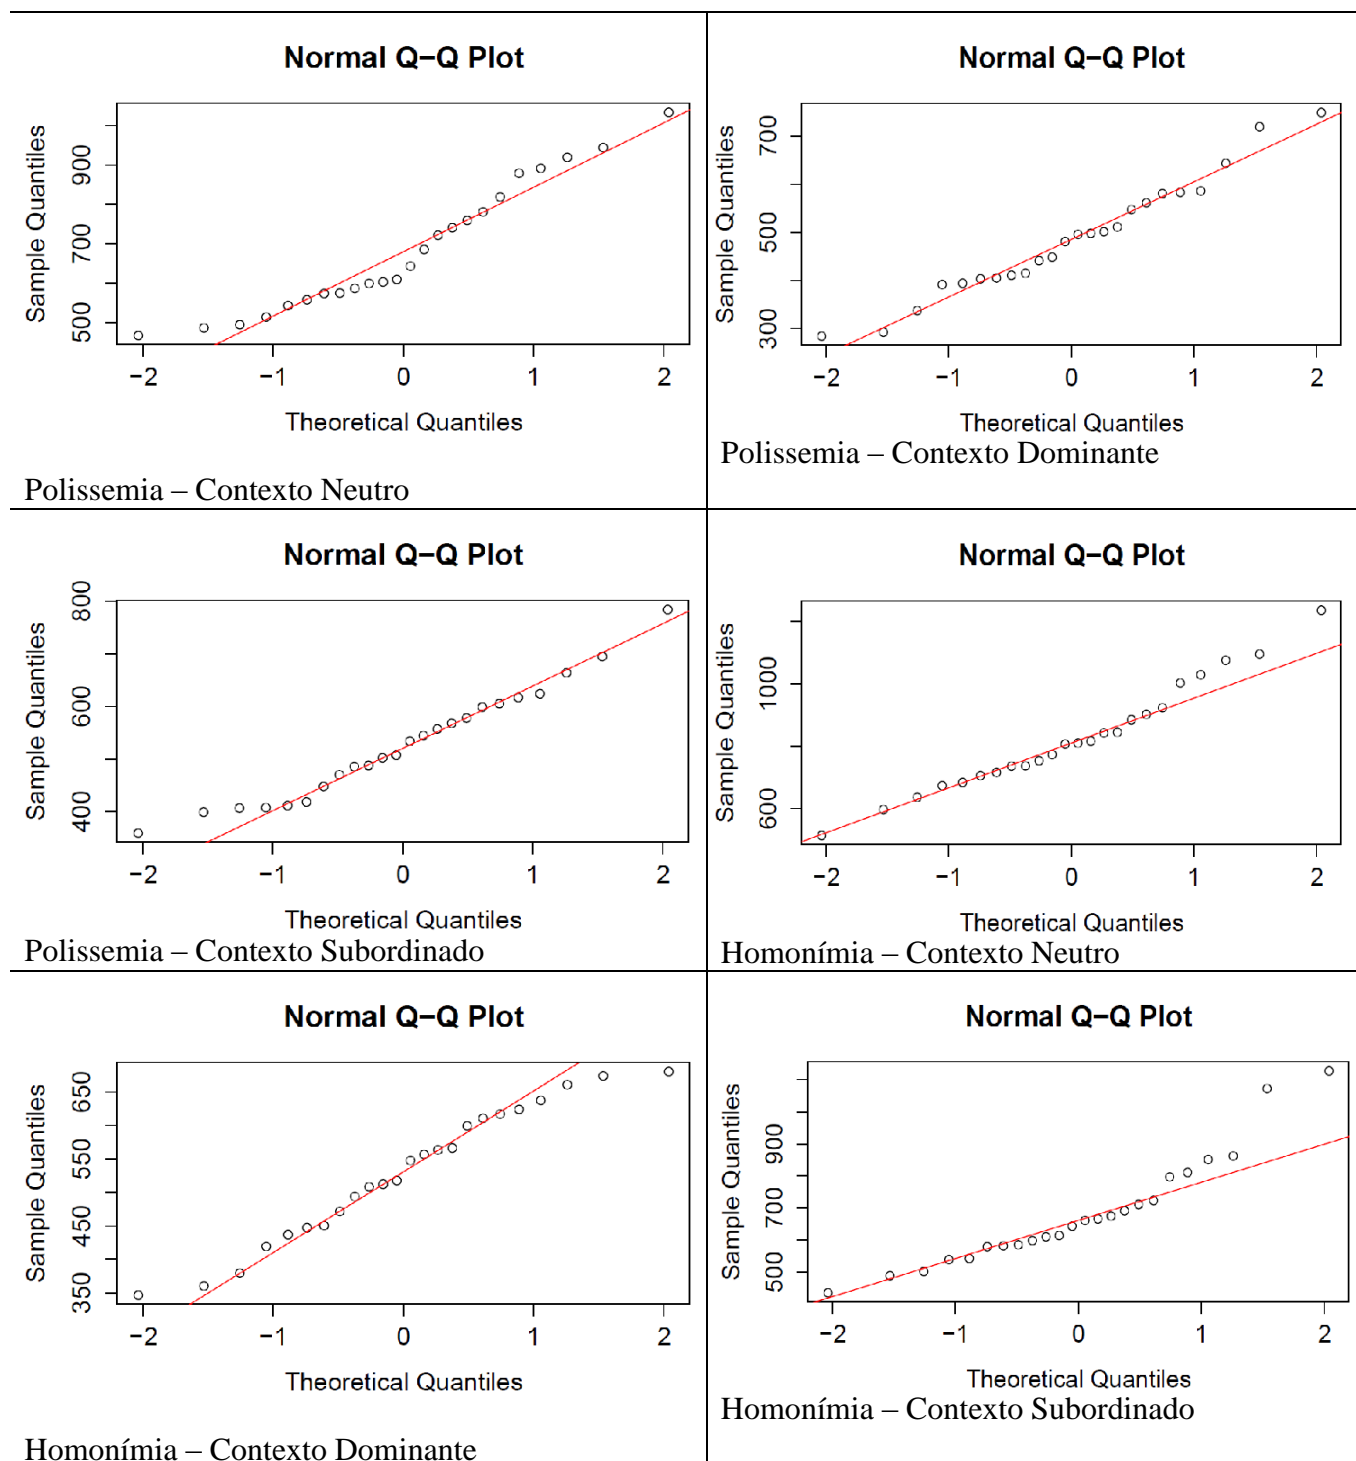 Normal Q−Q Plot
Sample Quantiles
500 700 900
−2 −1 0 1 2
Theoretical Quantiles
Polissemia – Contexto Neutro
Normal Q−Q Plot
Sample Quantiles
300 500 700
−2 −1 0 1 2
Theoretical Quantiles
Polissemia – Contexto Dominante
Normal Q−Q Plot
Sample Quantiles
400 600 800
−2 −1 0 1 2
Theoretical Quantiles
Polissemia – Contexto Subordinado
Normal Q−Q Plot
Sample Quantiles
600 1000
−2 −1 0 1 2
Theoretical Quantiles
Homonímia – Contexto Neutro
Normal Q−Q Plot
Sample Quantiles
350 450 550 650
−2 −1 0 1 2
Theoretical Quantiles
Homonímia – Contexto Dominante
Normal Q−Q Plot
Sample Quantiles
500 700 900
−2 −1 0 1 2
Theoretical Quantiles
Homonímia – Contexto Subordinado